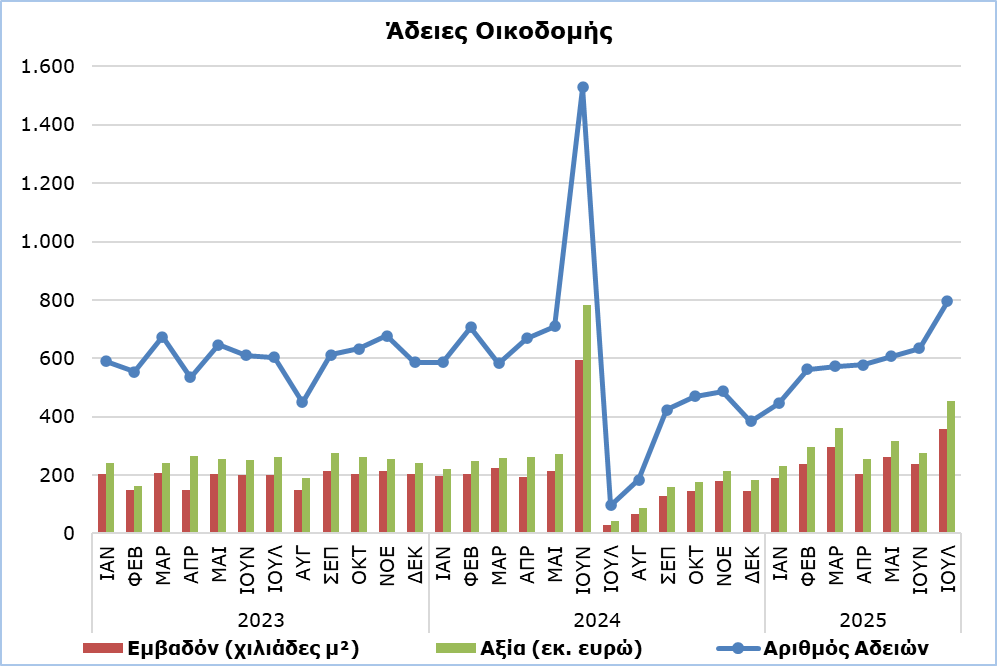 Άδειες Οικοδομής
1.600
1.400
1.200
1.000
800
600
400
200
0
ΙΑΝ ΦΕΒ ΜΑΡ ΑΠΡ ΜΑΙ ΙΟΥΝ ΙΟΥΛ ΑΥΓ ΣΕΠ ΟΚΤ ΝΟΕ ΔΕΚ ΙΑΝ ΦΕΒ ΜΑΡ ΑΠΡ ΜΑΙ ΙΟΥΝ ΙΟΥΛ ΑΥΓ ΣΕΠ ΟΚΤ ΝΟΕ ΔΕΚ ΙΑΝ ΦΕΒ ΜΑΡ ΑΠΡ ΜΑΙ ΙΟΥΝ ΙΟΥΛ
2023 2024 2025
Εμβαδόν (χιλιάδες μ²) Αξία (εκ. ευρώ) Αριθμός Αδειών